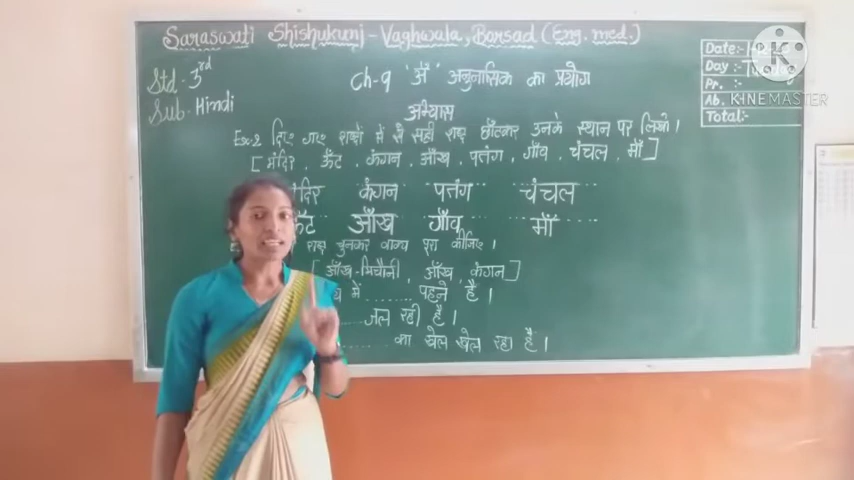 Saraswati Shishukunj - Vaghwala, Borsad (Eng. med.)
Date:-
Day :- Tuesday
Pr. :-
Ab.
Total:-
KINEMASTER
Std - 3rd
Sub - Hindi
Ch-9 "अँ" अनुनासिक का प्रयोग
अभ्यास
Ex-2 दिए गए शब्दों में से सही शब्द छाँटकर उनके स्थान पर लिखो।
[मंदिर, ऊँट, कंगन, आँख, पतंग, गाँव, चंचल, माँ]
कंगन पतंग चंचल
ऊँट आँख गाँव माँ
शब्द चुनकर वाक्य पूरा कीजिए।
[आँख-मिचौनी, आँख, कंगन]
में ........ पहने हैं।
जल रही है।
........ का खेल खेल रहा है।